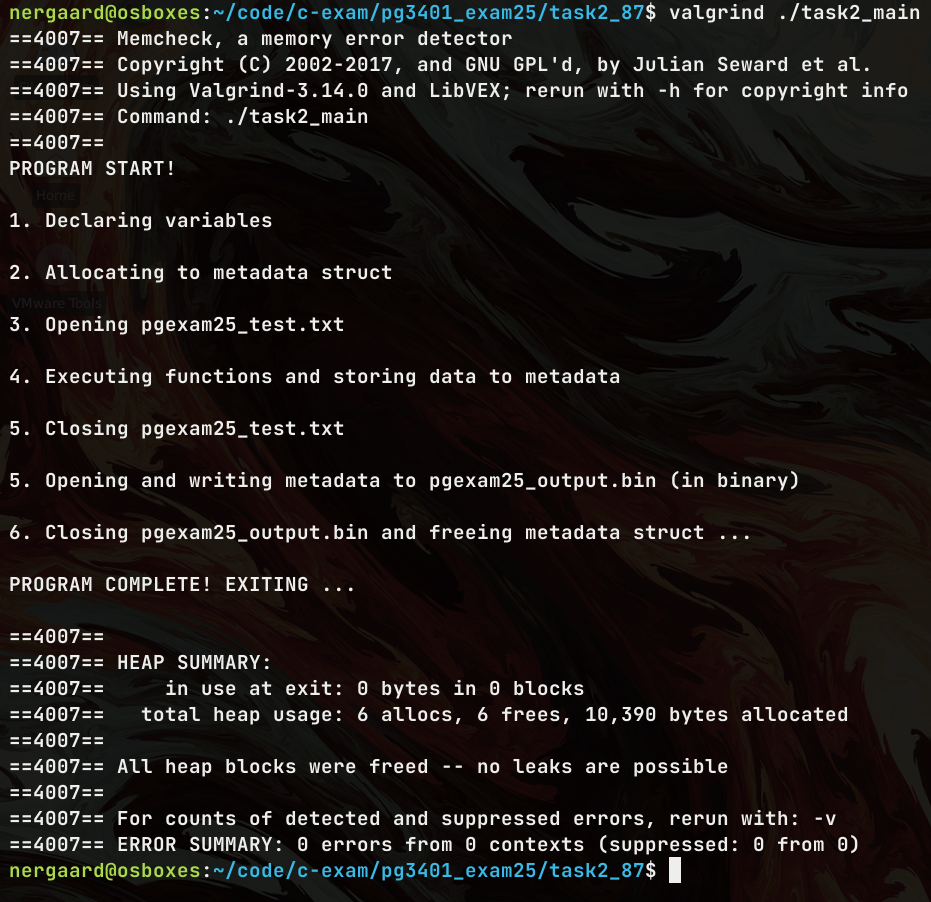 nergaard@osboxes:~/code/c-exam/pg3401_exam25/task2_87$ valgrind ./task2_main
==4007== Memcheck, a memory error detector
==4007== Copyright (C) 2002-2017, and GNU GPL'd, by Julian Seward et al.
==4007== Using Valgrind-3.14.0 and LibVEX; rerun with -h for copyright info
==4007== Command: ./task2_main
==4007==
PROGRAM START!
Home
1. Declaring variables
2. Allocating to metadata struct
VMware Tools
3. Opening pgexam25_test.txt
4. Executing functions and storing data to metadata
5. Closing pgexam25_test.txt
5. Opening and writing metadata to pgexam25_output.bin (in binary)
6. Closing pgexam25_output.bin and freeing metadata struct ...
PROGRAM COMPLETE! EXITING ...
==4007==
==4007== HEAP SUMMARY:
==4007==     in use at exit: 0 bytes in 0 blocks
==4007==   total heap usage: 6 allocs, 6 frees, 10,390 bytes allocated
==4007==
==4007== All heap blocks were freed -- no leaks are possible
==4007==
==4007== For counts of detected and suppressed errors, rerun with: -v
==4007== ERROR SUMMARY: 0 errors from 0 contexts (suppressed: 0 from 0)
nergaard@osboxes:~/code/c-exam/pg3401_exam25/task2_87$